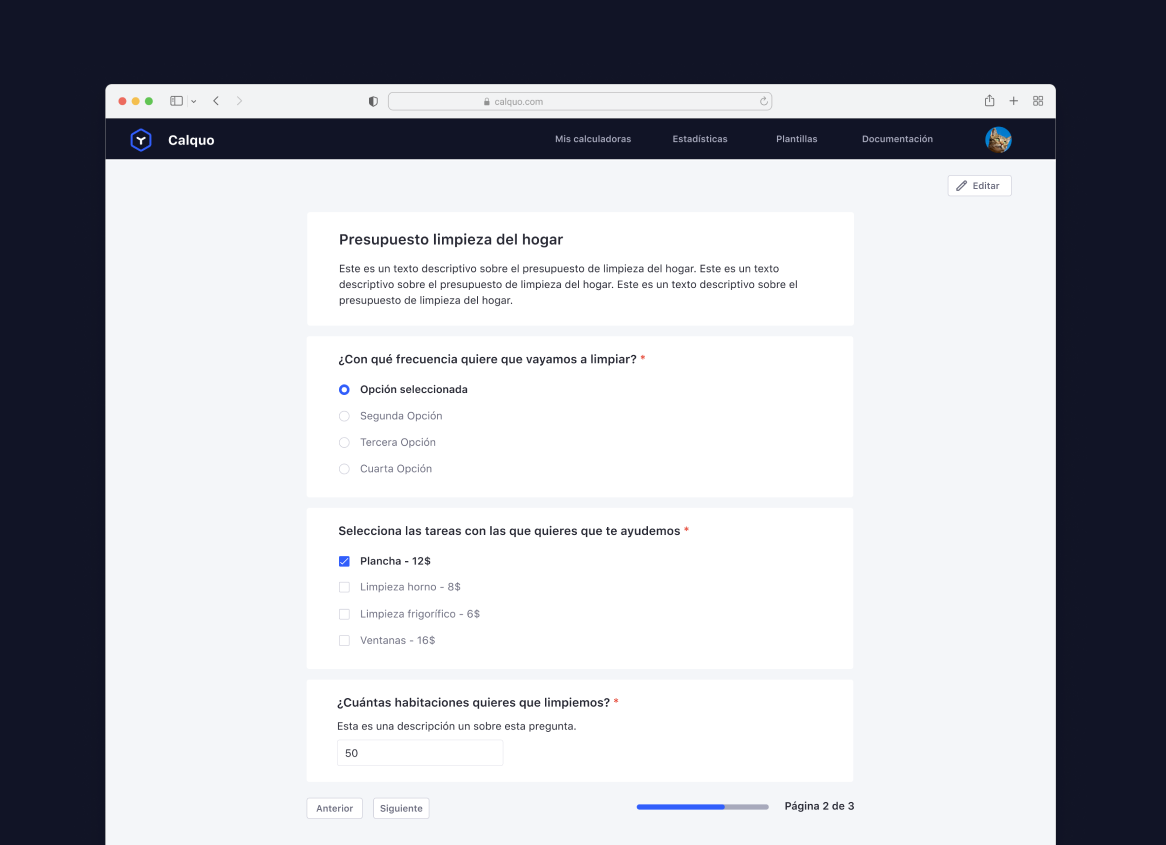 calquo.com
Calquo
Mis calculadoras
Estadísticas
Plantillas
Documentación
Editar
Presupuesto limpieza del hogar
Este es un texto descriptivo sobre el presupuesto de limpieza del hogar. Este es un texto
descriptivo sobre el presupuesto de limpieza del hogar. Este es un texto descriptivo sobre el
presupuesto de limpieza del hogar.
¿Con qué frecuencia quiere que vayamos a limpiar? *
Opción seleccionada
Segunda Opción
Tercera Opción
Cuarta Opción
Selecciona las tareas con las que quieres que te ayudemos *
Plancha - 12$
Limpieza horno - 8$
Limpieza frigorífico - 6$
Ventanas - 16$
¿Cuántas habitaciones quieres que limpiemos? *
Esta es una descripción un sobre esta pregunta.
50
Anterior
Siguiente
Página 2 de 3